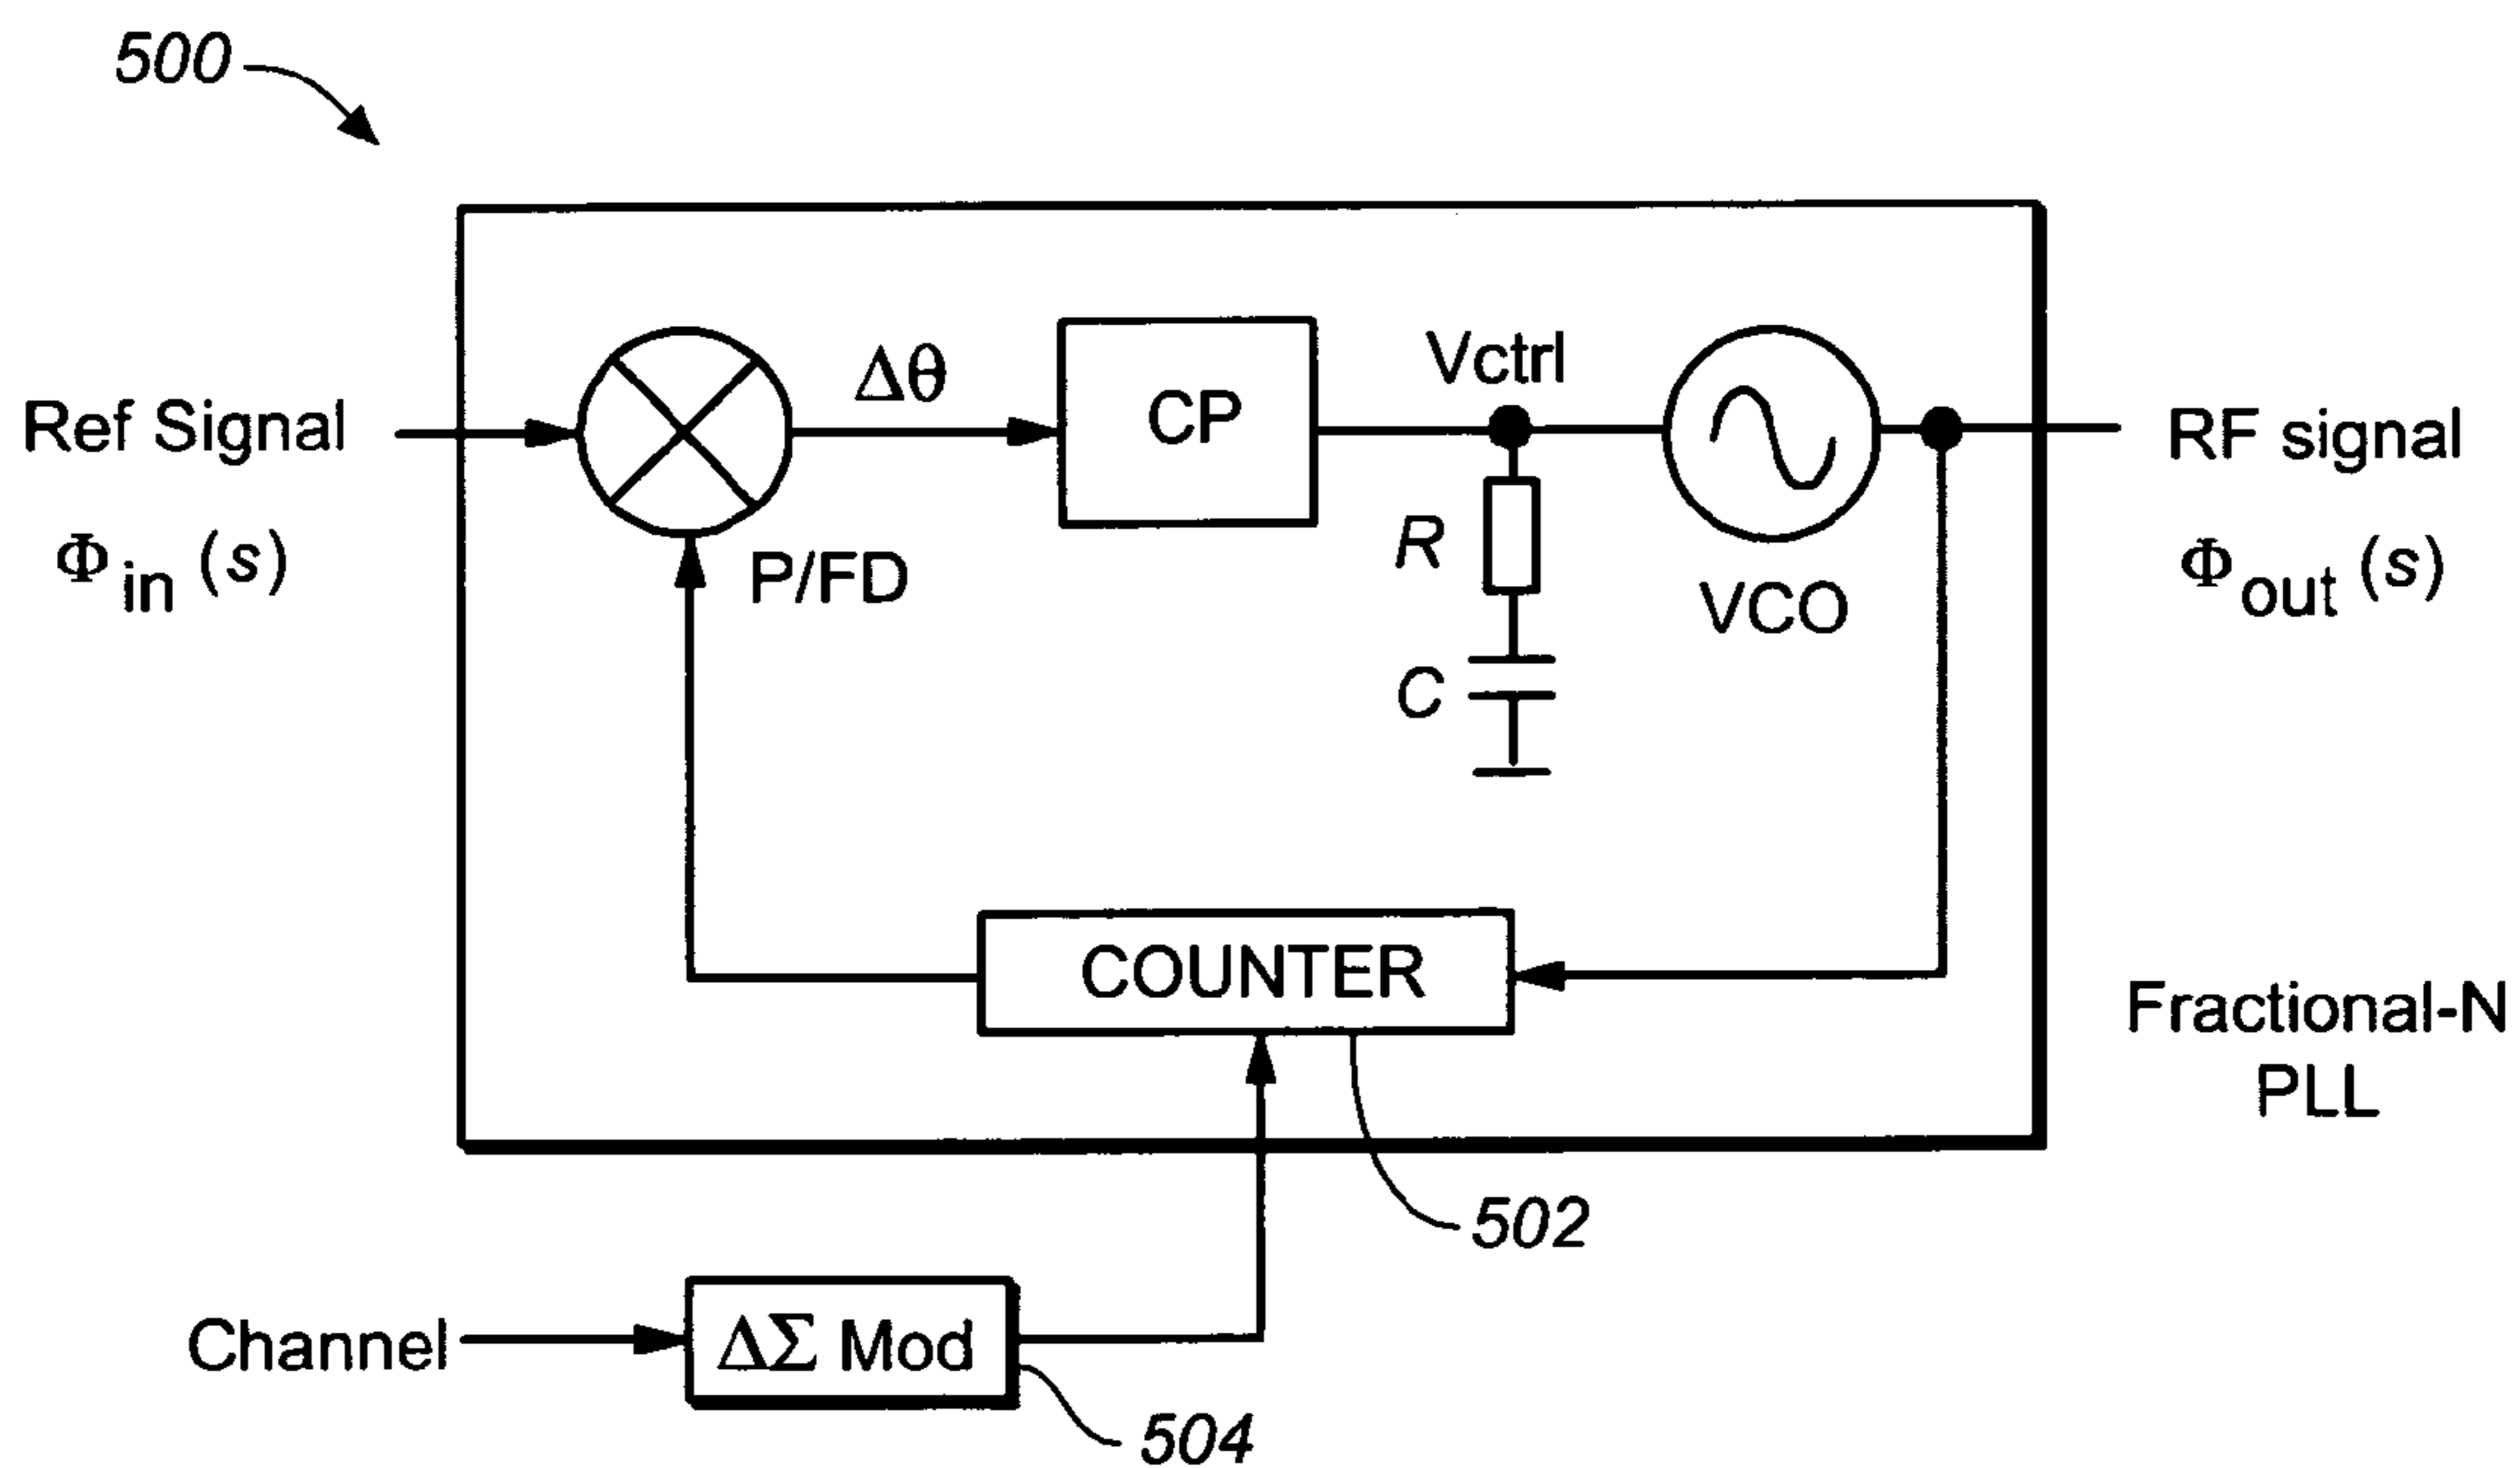 500
Ref Signal
Φin (s)
Δθ
P/FD
CP
Vctrl
R
C
VCO
RF signal
Φout (s)
COUNTER
Fractional-N
PLL
502
Channel
ΔΣ Mod
504